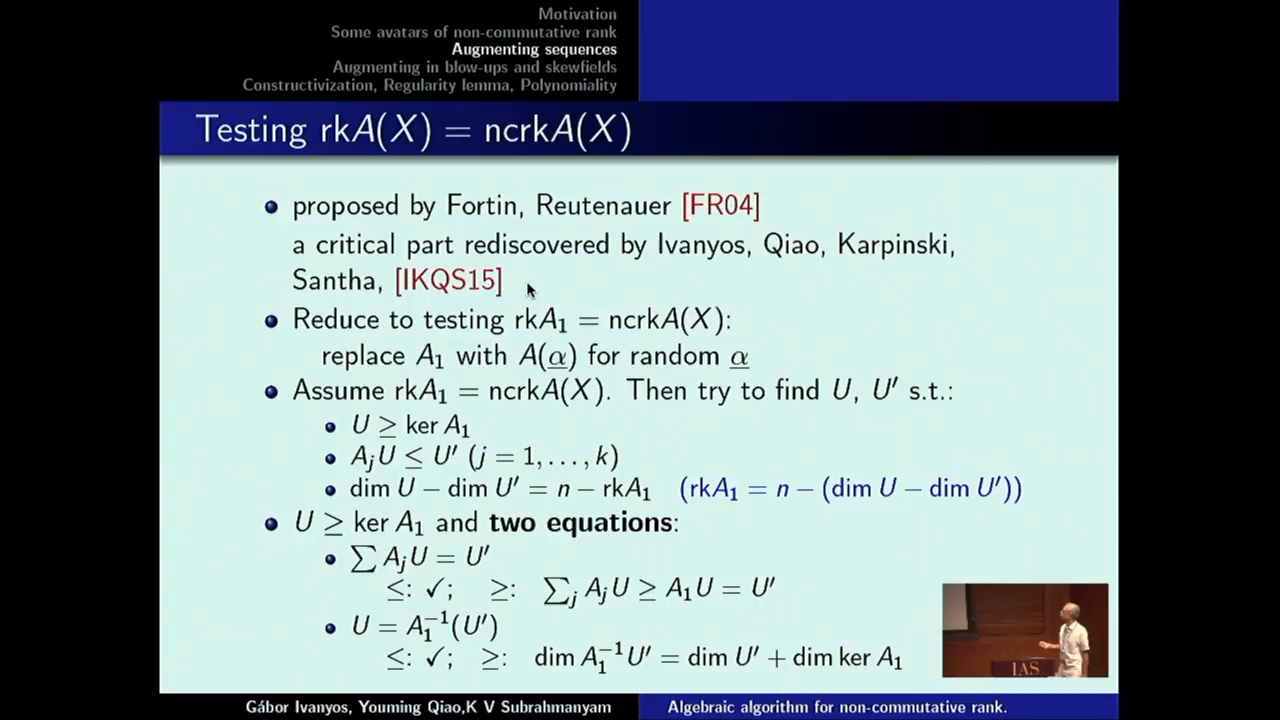 Motivation
Some avatars of non-commutative rank
Augmenting sequences
Augmenting in blow-ups and skewfields
Constructivization, Regularity lemma, Polynomiality
Testing rkA(X) = ncrkA(X)
• proposed by Fortin, Reutenauer [FR04]
a critical part rediscovered by Ivanyos, Qiao, Karpinski,
Santha, [IKQS15]
• Reduce to testing rkA₁ = ncrkA(X):
replace A₁ with A(α̲) for random α̲
• Assume rkA₁ = ncrkA(X). Then try to find U, U′ s.t.:
• U ≥ ker A₁
• AⱼU ≤ U′ (j = 1, . . . , k)
• dim U − dim U′ = n − rkA₁ (rkA₁ = n − (dim U − dim U′))
• U ≥ ker A₁ and two equations:
• ∑ AⱼU = U′
≤: ✓; ≥: ∑ⱼ AⱼU ≥ A₁U = U′
• U = A₁⁻¹(U′)
≤: ✓; ≥: dim A₁⁻¹U′ = dim U′ + dim ker A₁
IAS
Gábor Ivanyos, Youming Qiao,K V Subrahmanyam
Algebraic algorithm for non-commutative rank.